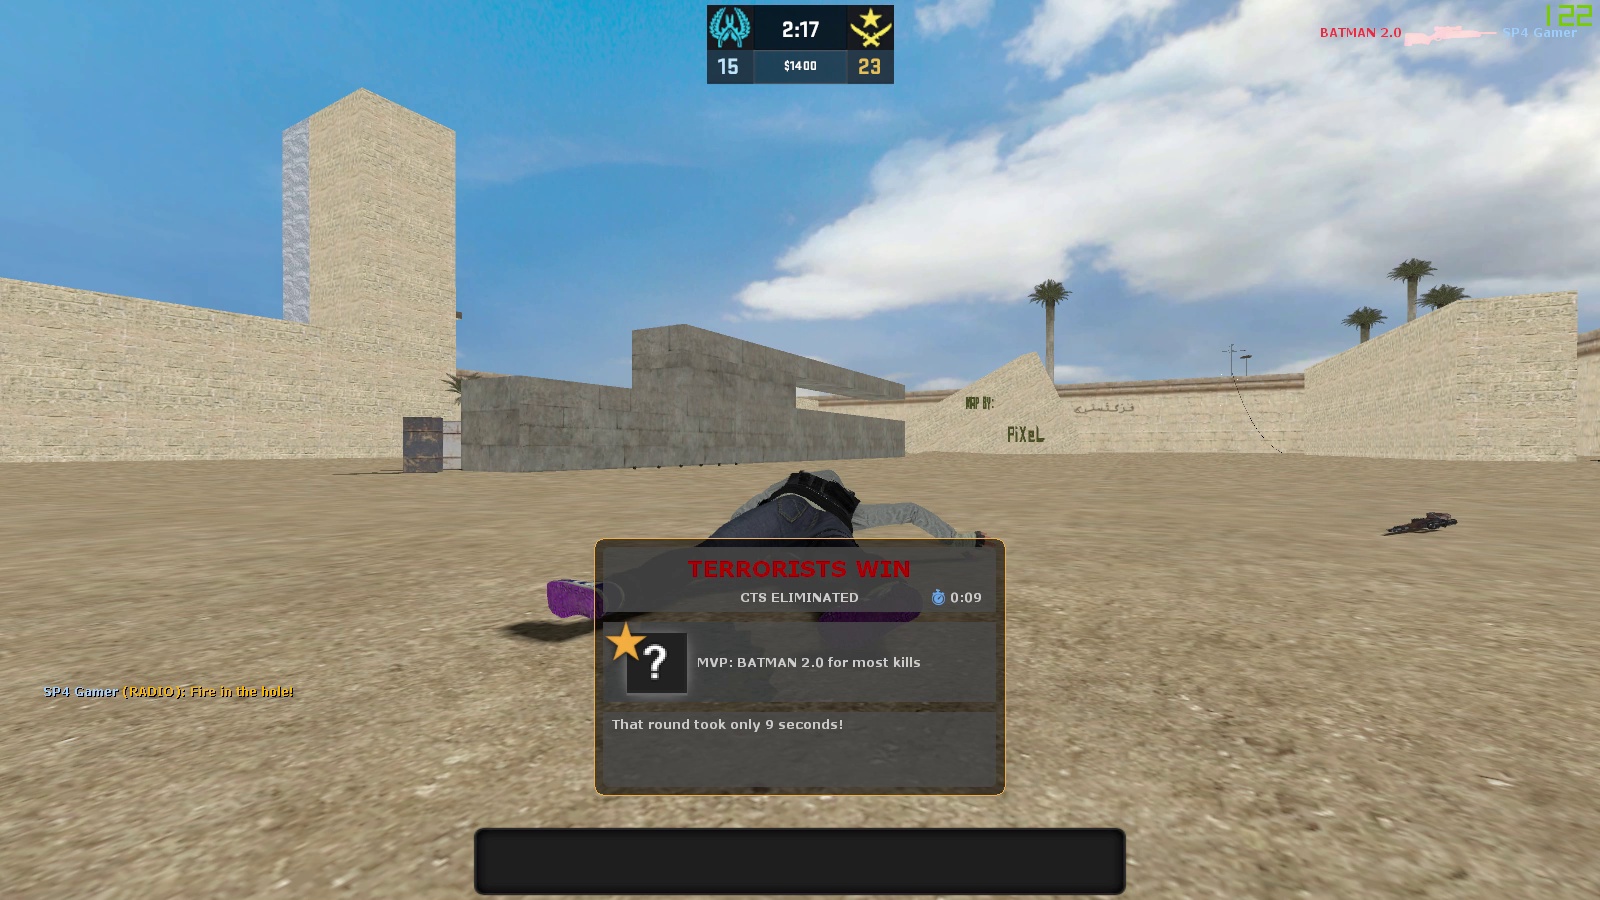 122
2:17
BATMAN 2.0 SP4 Gamer
15 $1400 23
MAP BY:
PiXeL
TERRORISTS WIN
CTS ELIMINATED 0:09
? MVP: BATMAN 2.0 for most kills
SP4 Gamer (RADIO): Fire in the hole!
That round took only 9 seconds!